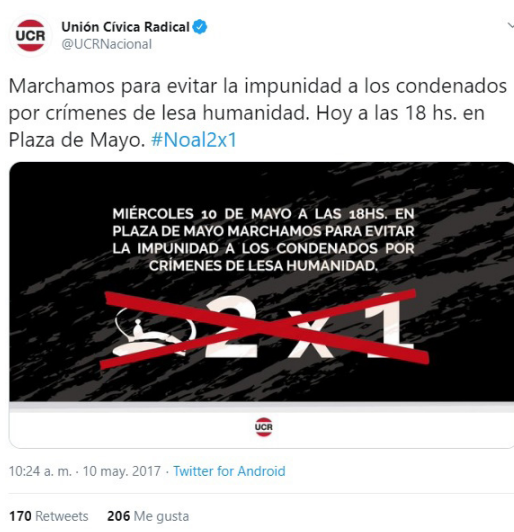 UCR
Unión Cívica Radical
@UCRNacional
Marchamos para evitar la impunidad a los condenados
por crímenes de lesa humanidad. Hoy a las 18 hs. en
Plaza de Mayo. #Noal2x1
MIÉRCOLES 10 DE MAYO A LAS 18HS. EN
PLAZA DE MAYO MARCHAMOS PARA EVITAR
LA IMPUNIDAD A LOS CONDENADOS POR
CRÍMENES DE LESA HUMANIDAD.
2 x 1
UCR
10:24 a. m. · 10 may. 2017 · Twitter for Android
170 Retweets 206 Me gusta